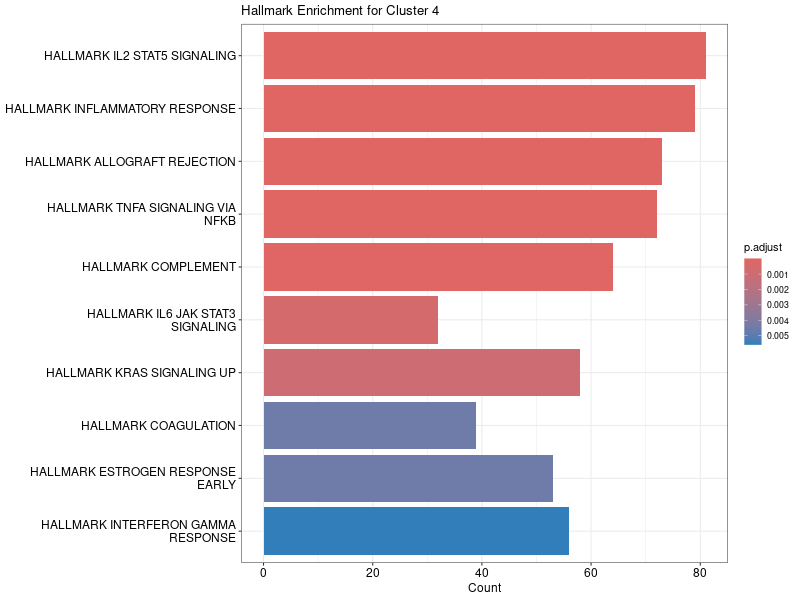 Hallmark Enrichment for Cluster 4
HALLMARK IL2 STAT5 SIGNALING
HALLMARK INFLAMMATORY RESPONSE
HALLMARK ALLOGRAFT REJECTION
HALLMARK TNFA SIGNALING VIA
NFKB
HALLMARK COMPLEMENT
HALLMARK IL6 JAK STAT3
SIGNALING
HALLMARK KRAS SIGNALING UP
HALLMARK COAGULATION
HALLMARK ESTROGEN RESPONSE
EARLY
HALLMARK INTERFERON GAMMA
RESPONSE
0 20 40 60 80
Count
p.adjust
0.001
0.002
0.003
0.004
0.005